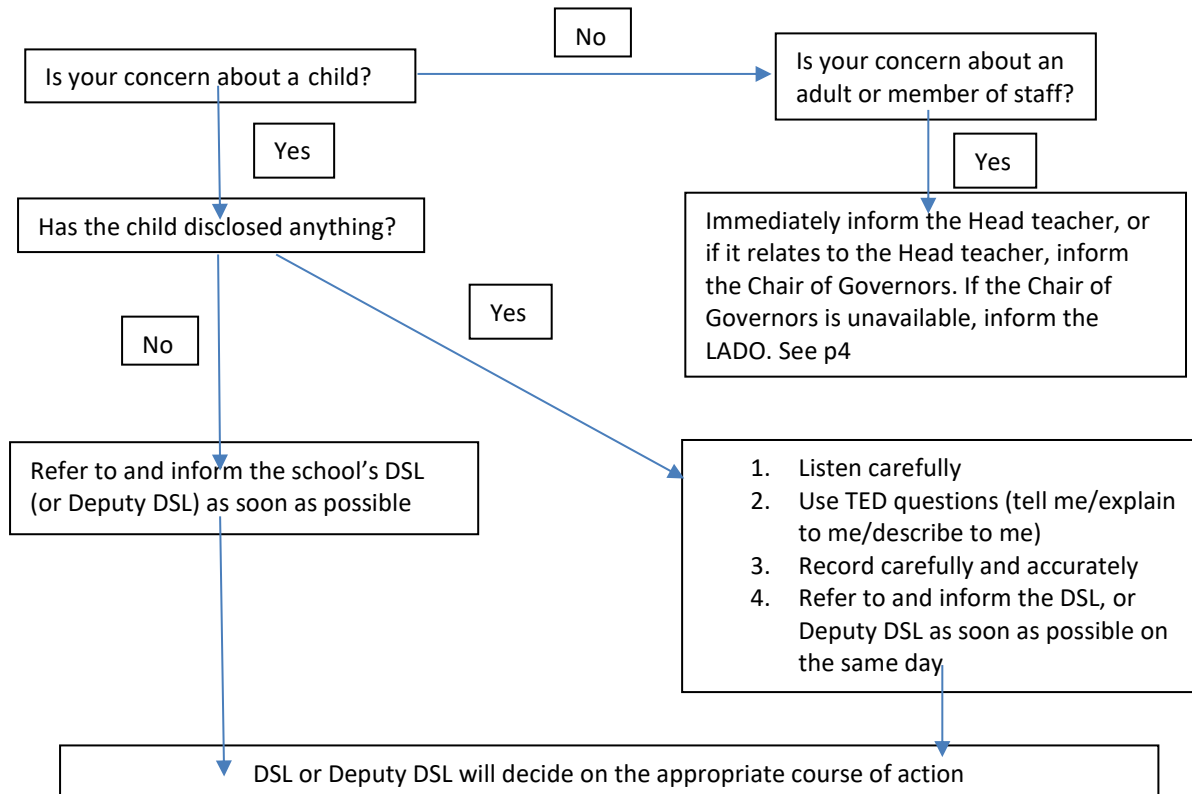 No
Is your concern about a child?
Is your concern about an
adult or member of staff?
Yes
Yes
Has the child disclosed anything?
Immediately inform the Head teacher, or
if it relates to the Head teacher, inform
the Chair of Governors. If the Chair of
Governors is unavailable, inform the
LADO. See p4
No
Yes
Refer to and inform the school’s DSL
(or Deputy DSL) as soon as possible
1. Listen carefully
2. Use TED questions (tell me/explain
to me/describe to me)
3. Record carefully and accurately
4. Refer to and inform the DSL, or
Deputy DSL as soon as possible on
the same day
DSL or Deputy DSL will decide on the appropriate course of action